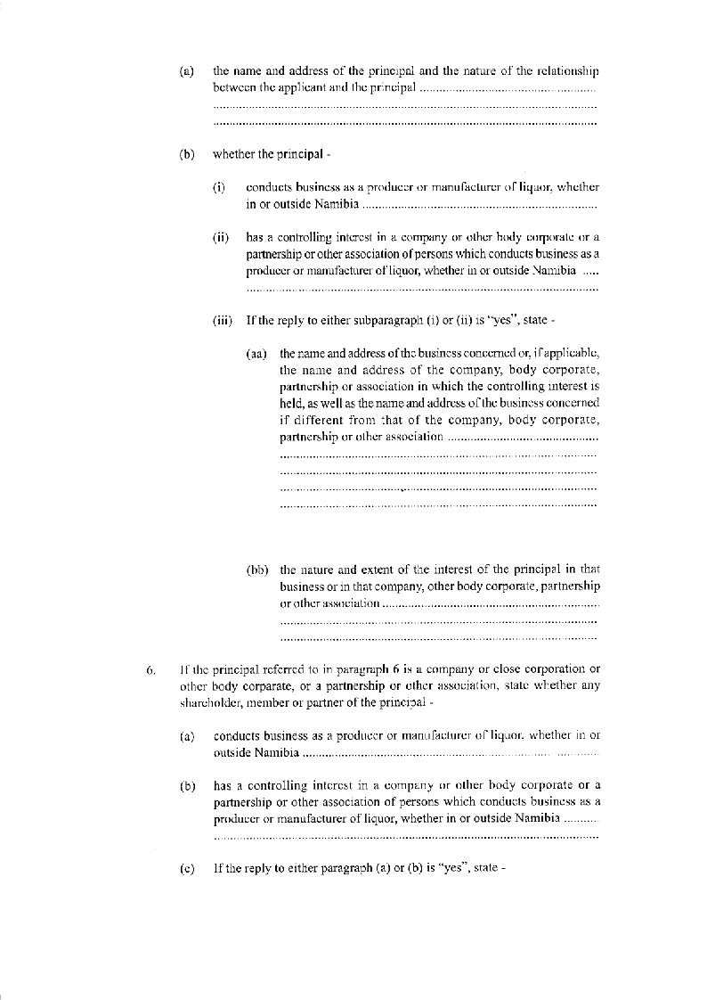 (a) the name and address of the principal and the nature of the relationship
between the applicant and the principal ......................................................
......................................................................................................................
......................................................................................................................
(b) whether the principal -
(i) conducts business as a producer or manufacturer of liquor, whether
in or outside Namibia ........................................................................
(ii) has a controlling interest in a company or other body corporate or a
partnership or other association of persons which conducts business as a
producer or manufacturer of liquor, whether in or outside Namibia .....
............................................................................................................
(iii) If the reply to either subparagraph (i) or (ii) is "yes", state -
(aa) the name and address of the business concerned or, if applicable,
the name and address of the company, body corporate,
partnership or association in which the controlling interest is
held, as well as the name and address of the business concerned
if different from that of the company, body corporate,
partnership or other association ..............................................
.................................................................................................
.................................................................................................
.................................................................................................
.................................................................................................
(bb) the nature and extent of the interest of the principal in that
business or in that company, other body corporate, partnership
or other association ...................................................................
.................................................................................................
.................................................................................................
6. If the principal referred to in paragraph 6 is a company or close corporation or
other body corparate, or a partnership or other association, state whether any
shareholder, member or partner of the principal -
(a) conducts business as a producer or manufacturer of liquor, whether in or
outside Namibia ...........................................................................................
(b) has a controlling interest in a company or other body corporate or a
partnership or other association of persons which conducts business as a
producer or manufacturer of liquor, whether in or outside Namibia ...........
......................................................................................................................
(c) If the reply to either paragraph (a) or (b) is "yes", state -